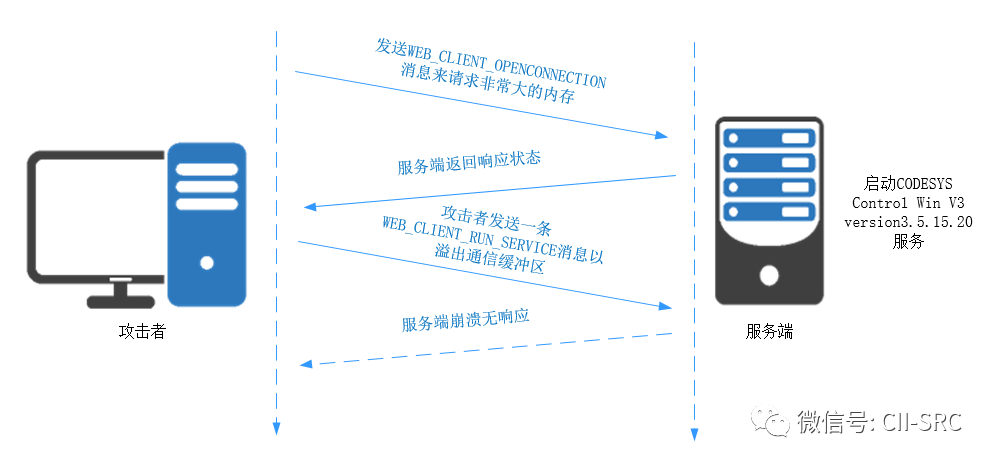 发送WEB_CLIENT_OPENCONNECTION
消息来请求非常大的内存
服务端返回响应状态
攻击者发送一条
WEB_CLIENT_RUN_SERVICE消息以
溢出通信缓冲区
服务端崩溃无响应
攻击者
服务端
启动CODESYS
Control Win V3
version3.5.15.20
服务
微信号: CII-SRC